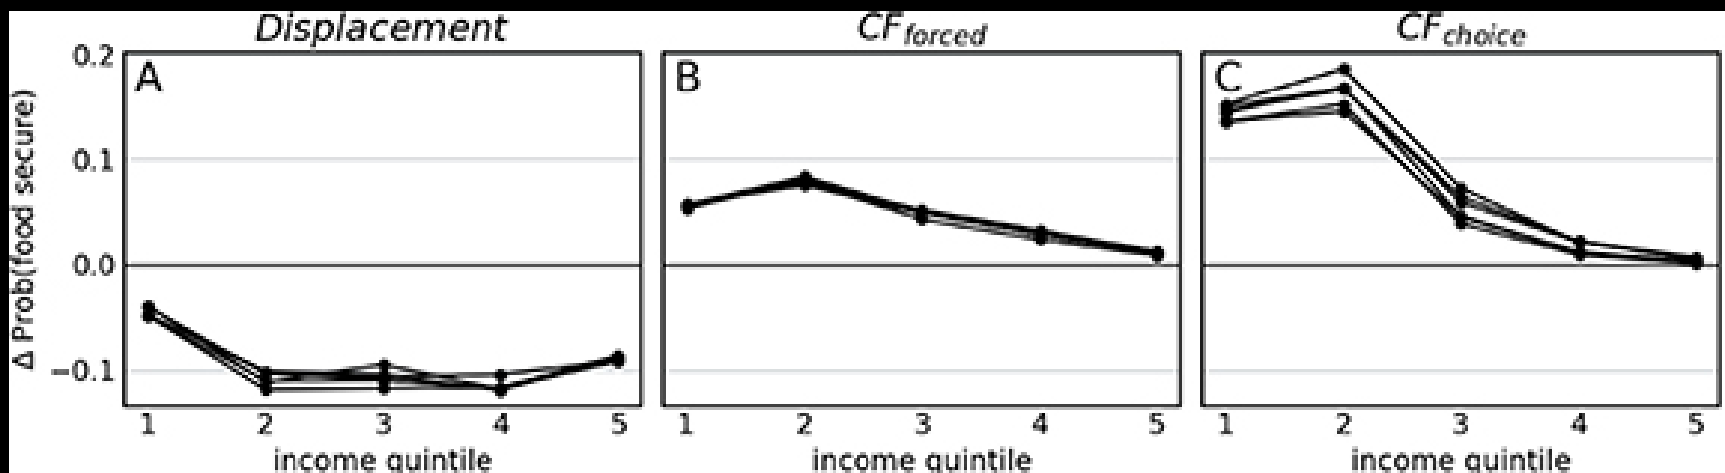 Displacement
CF forced
CF choice
A
B
C
Δ Prob(food secure)
0.2
0.1
0.0
−0.1
1 2 3 4 5
1 2 3 4 5
1 2 3 4 5
income quintile
income quintile
income quintile